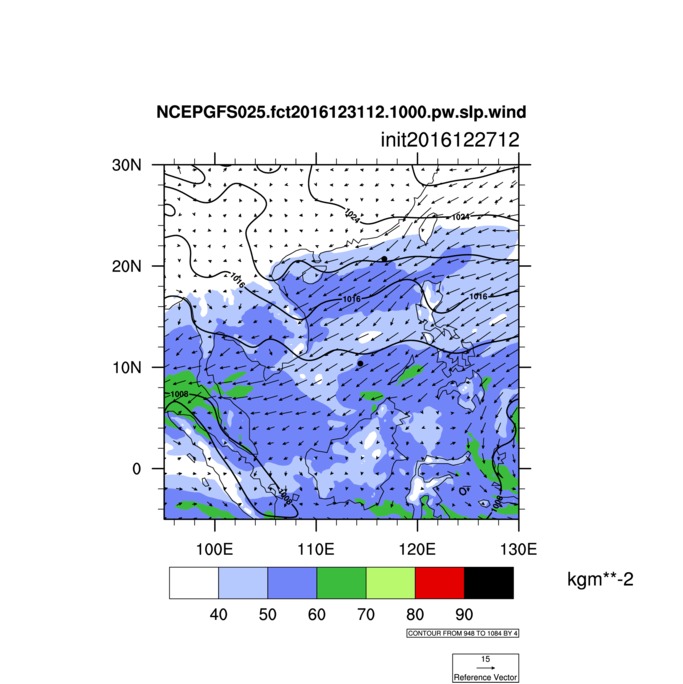 NCEPGFS025.fct2016123112.1000.pw.slp.wind
init2016122712
30N
20N
10N
0
1024
1024
1016
1016
1016
1008
1008
1008
100E 110E 120E 130E
40 50 60 70 80 90
kgm**-2
CONTOUR FROM 948 TO 1084 BY 4
15
Reference Vector